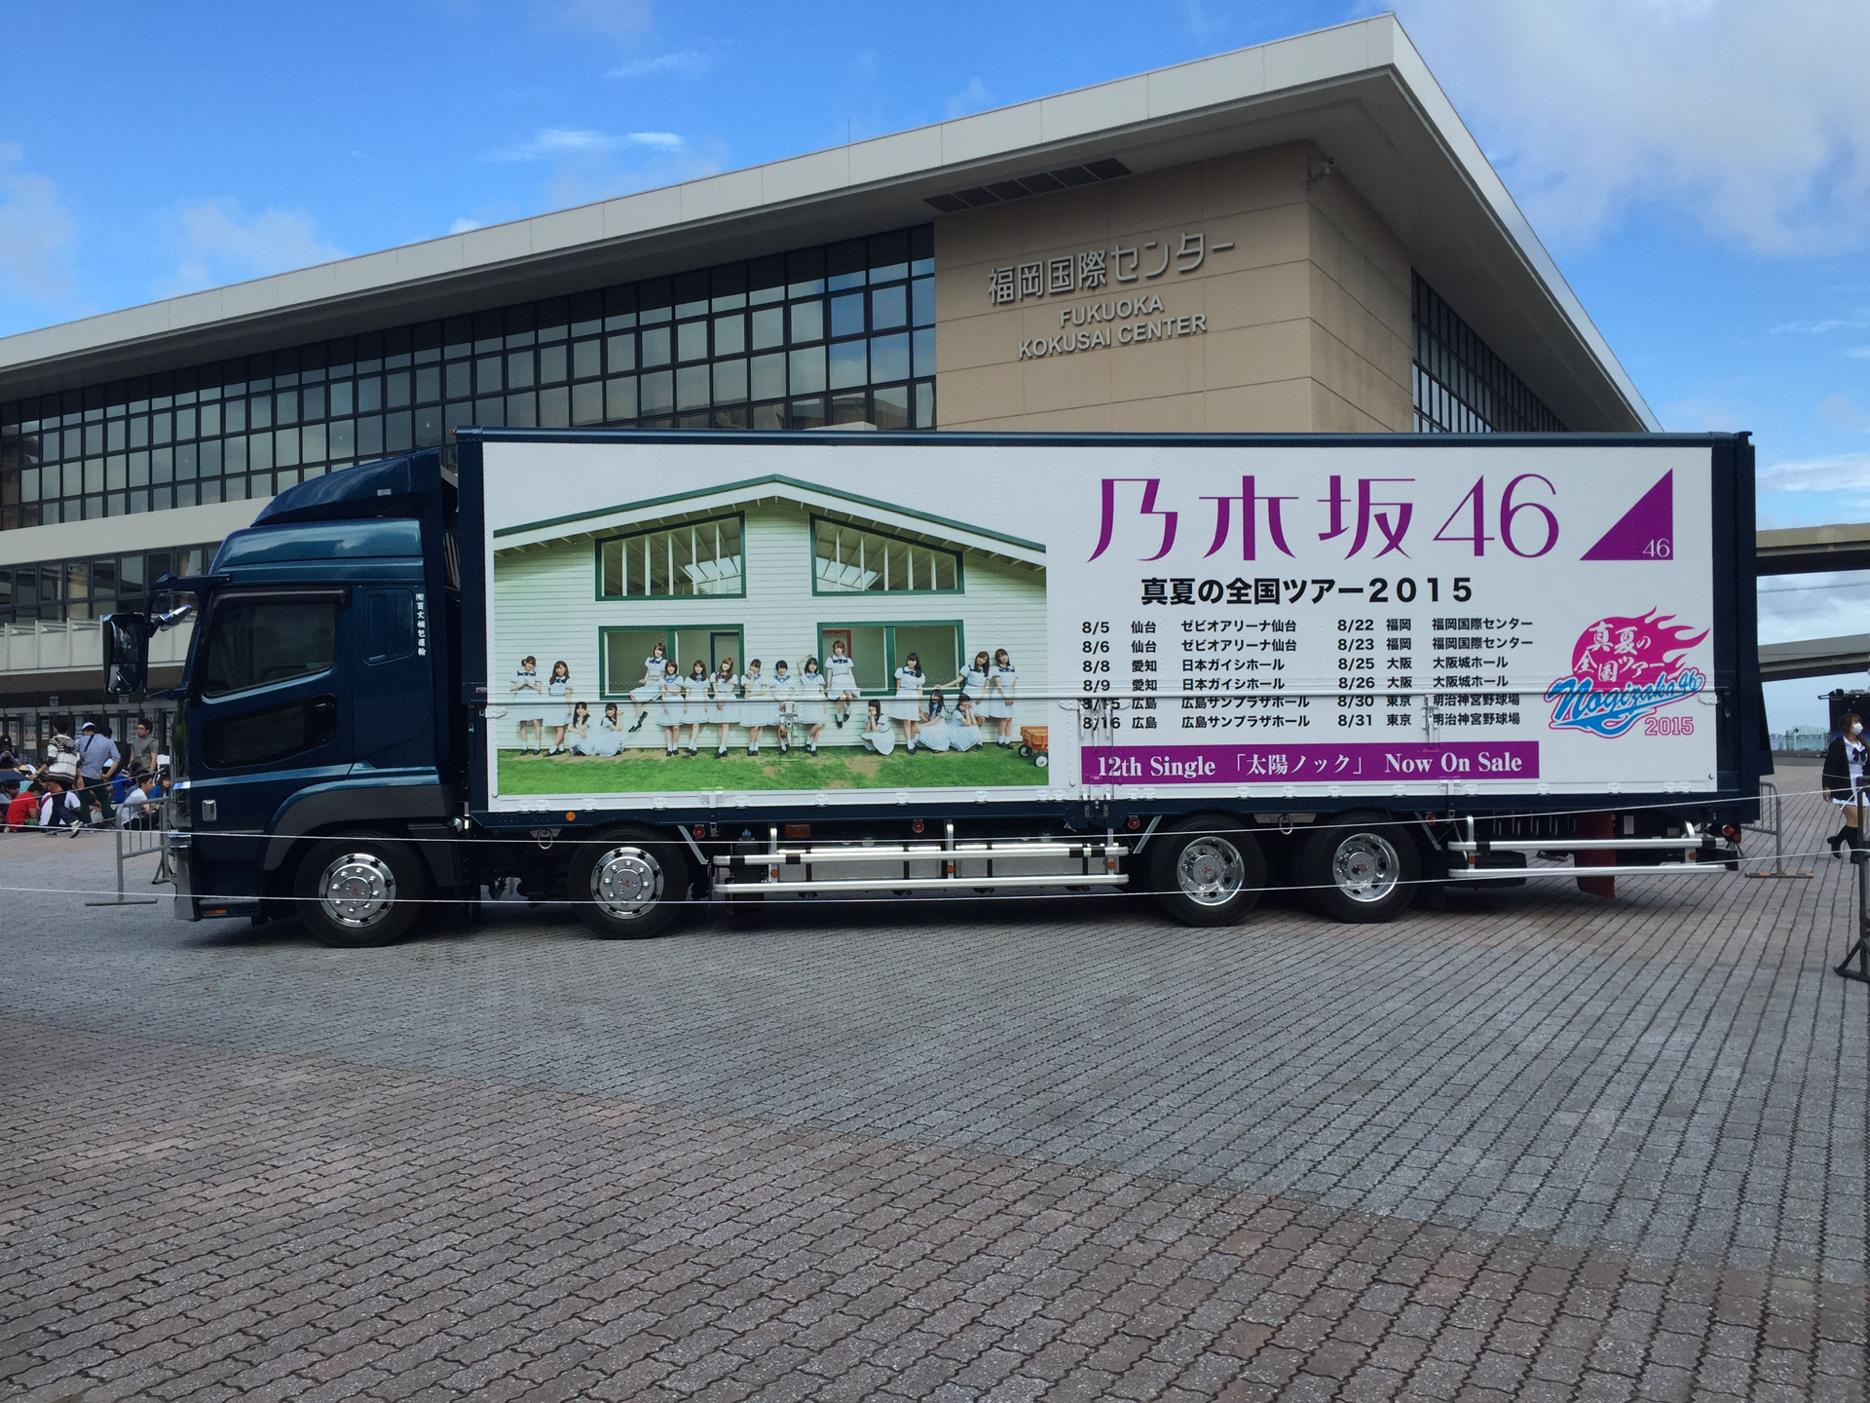 福岡国際センター
FUKUOKA
KOKUSAI CENTER
乃木坂46
46
真夏の全国ツアー2015
8/5 仙台 ゼビオアリーナ仙台
8/6 仙台 ゼビオアリーナ仙台
8/8 愛知 日本ガイシホール
8/9 愛知 日本ガイシホール
8/15 広島 広島サンプラザホール
8/16 広島 広島サンプラザホール
8/22 福岡 福岡国際センター
8/23 福岡 福岡国際センター
8/25 大阪 大阪城ホール
8/26 大阪 大阪城ホール
8/30 東京 明治神宮野球場
8/31 東京 明治神宮野球場
真夏の
全国ツアー
Nogizaka46
2015
12th Single 「太陽ノック」 Now On Sale